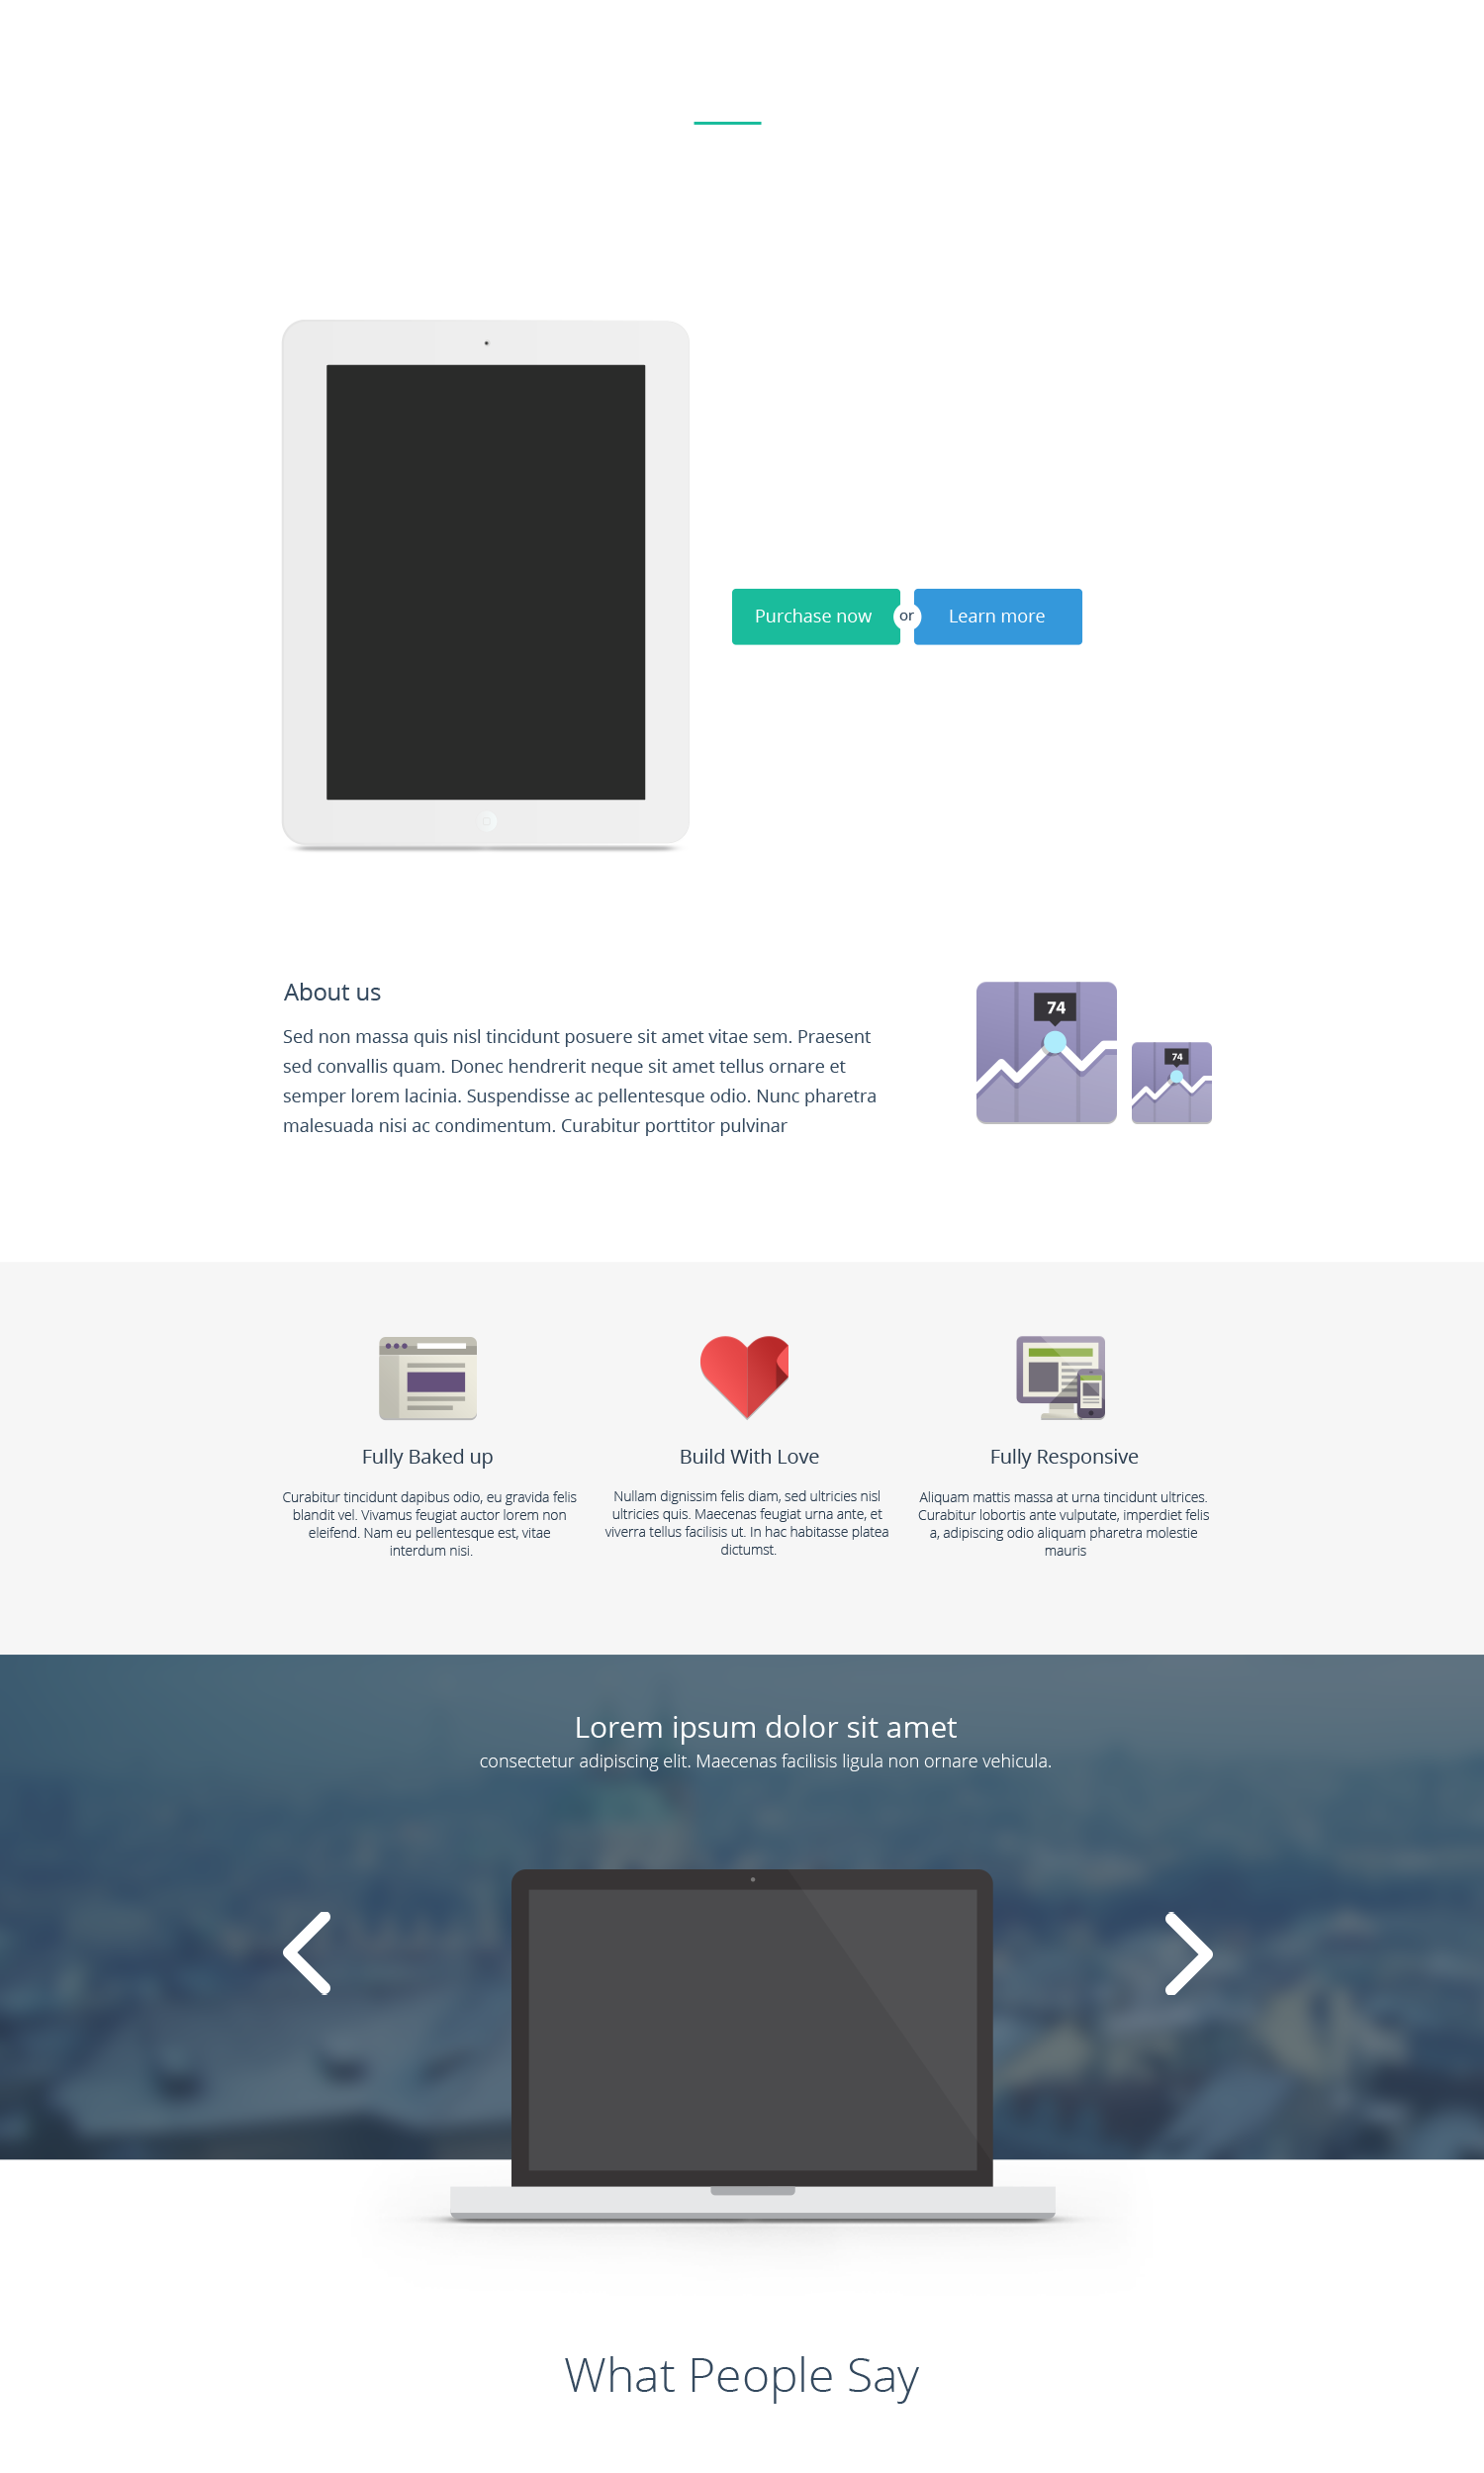 Purchase now
or
Learn more
About us
Sed non massa quis nisl tincidunt posuere sit amet vitae sem. Praesent
sed convallis quam. Donec hendrerit neque sit amet tellus ornare et
semper lorem lacinia. Suspendisse ac pellentesque odio. Nunc pharetra
malesuada nisi ac condimentum. Curabitur porttitor pulvinar
74
74
Fully Baked up
Curabitur tincidunt dapibus odio, eu gravida felis
blandit vel. Vivamus feugiat auctor lorem non
eleifend. Nam eu pellentesque est, vitae
interdum nisi.
Build With Love
Nullam dignissim felis diam, sed ultricies nisl
ultricies quis. Maecenas feugiat urna ante, et
viverra tellus facilisis ut. In hac habitasse platea
dictumst.
Fully Responsive
Aliquam mattis massa at urna tincidunt ultrices.
Curabitur lobortis ante vulputate, imperdiet felis
a, adipiscing odio aliquam pharetra molestie
mauris
Lorem ipsum dolor sit amet
consectetur adipiscing elit. Maecenas facilisis ligula non ornare vehicula.
What People Say